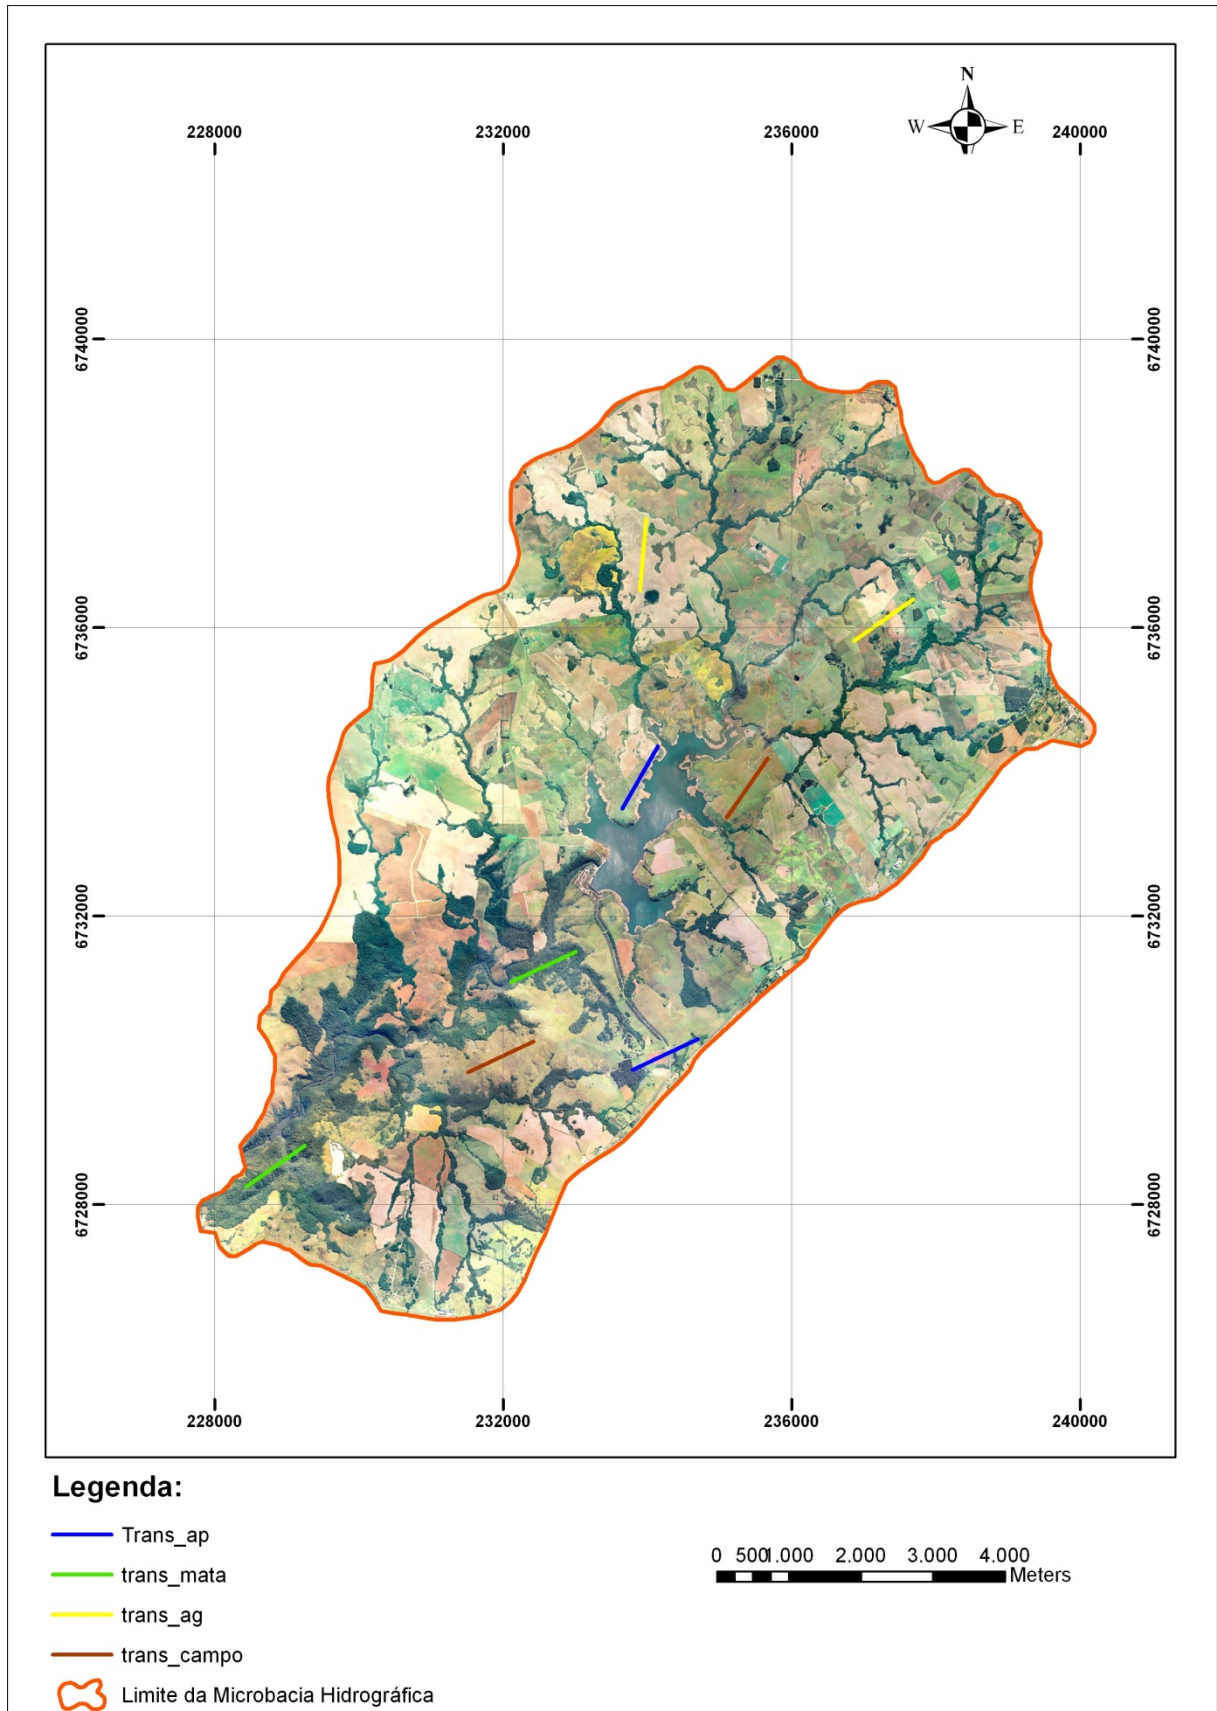 N
W E
228000 232000 236000 240000
6740000 6740000
6736000 6736000
6732000 6732000
6728000 6728000
228000 232000 236000 240000
Legenda:
Trans_ap
trans_mata
trans_ag
trans_campo
Limite da Microbacia Hidrográfica
0 500 1.000 2.000 3.000 4.000
Meters